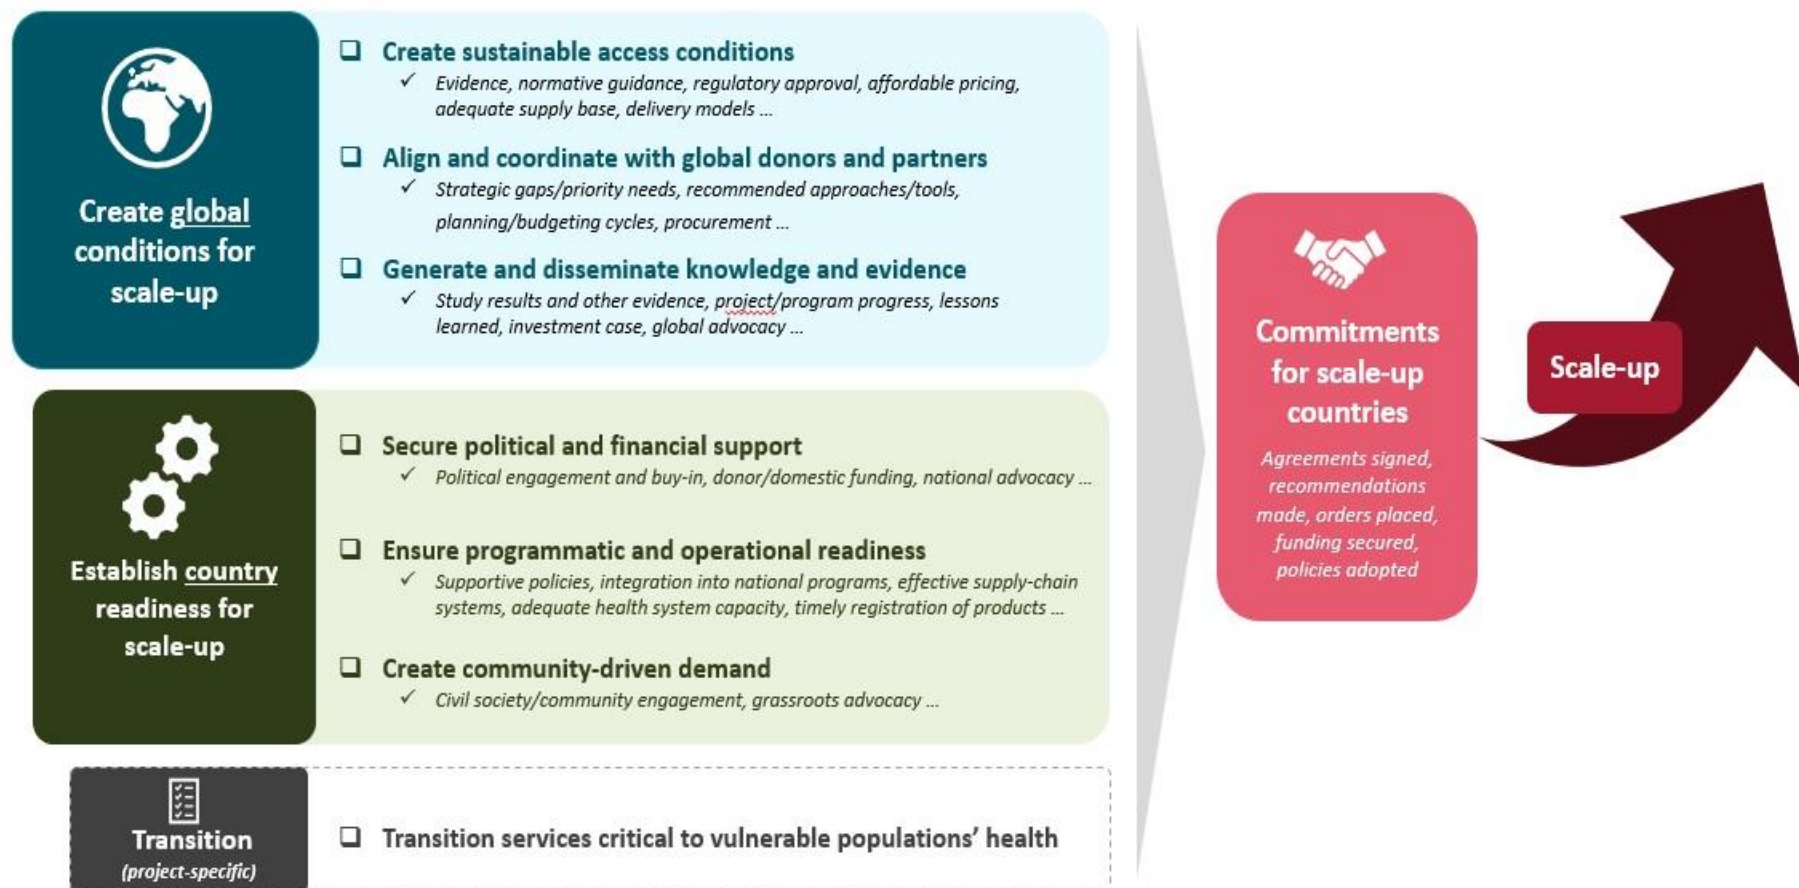 Create global
conditions for
scale-up
❑ Create sustainable access conditions
✓ Evidence, normative guidance, regulatory approval, affordable pricing,
adequate supply base, delivery models ...
❑ Align and coordinate with global donors and partners
✓ Strategic gaps/priority needs, recommended approaches/tools,
planning/budgeting cycles, procurement ...
❑ Generate and disseminate knowledge and evidence
✓ Study results and other evidence, project/program progress, lessons
learned, investment case, global advocacy ...
Establish country
readiness for
scale-up
❑ Secure political and financial support
✓ Political engagement and buy-in, donor/domestic funding, national advocacy ...
❑ Ensure programmatic and operational readiness
✓ Supportive policies, integration into national programs, effective supply-chain
systems, adequate health system capacity, timely registration of products ...
❑ Create community-driven demand
✓ Civil society/community engagement, grassroots advocacy ...
Transition
(project-specific)
❑ Transition services critical to vulnerable populations’ health
Commitments
for scale-up
countries
Agreements signed,
recommendations
made, orders placed,
funding secured,
policies adopted
Scale-up